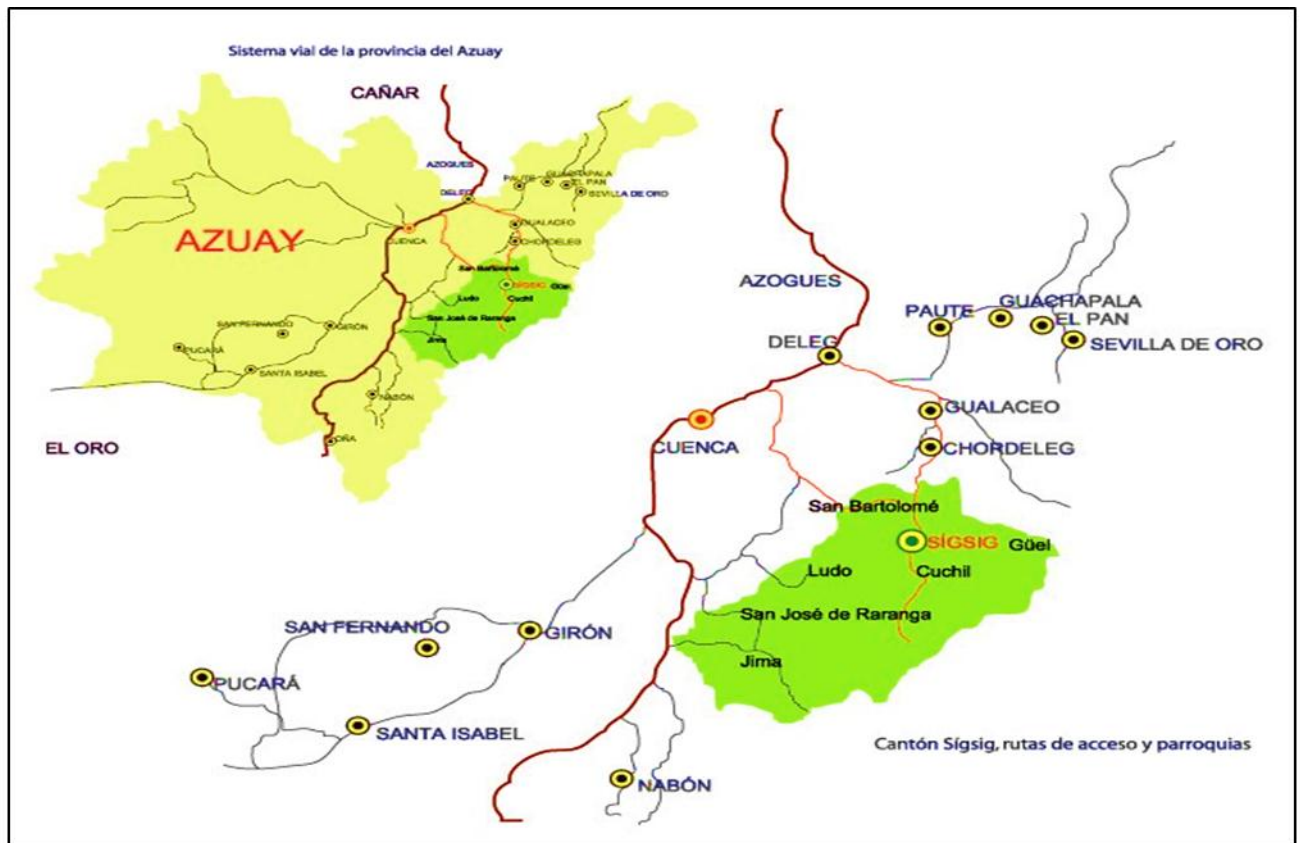 Sistema vial de la provincia del Azuay
CAÑAR
AZOGUES
DELEG
PAUTE
GUACHAPALA
EL PAN
SEVILLA DE ORO
GUALACEO
CHORDELEG
CUENCA
AZUAY
San Bartolomé
SÍGSIG
Güel
Ludo
Cuchil
San José de Raranga
Jima
SAN FERNANDO
GIRÓN
PUCARÁ
SANTA ISABEL
NABÓN
OÑA
EL ORO
AZOGUES
DELEG
PAUTE
GUACHAPALA
EL PAN
SEVILLA DE ORO
GUALACEO
CHORDELEG
CUENCA
San Bartolomé
SÍGSIG
Güel
Ludo
Cuchil
San José de Raranga
Jima
SAN FERNANDO
GIRÓN
PUCARÁ
SANTA ISABEL
NABÓN
Cantón Sígsig, rutas de acceso y parroquias